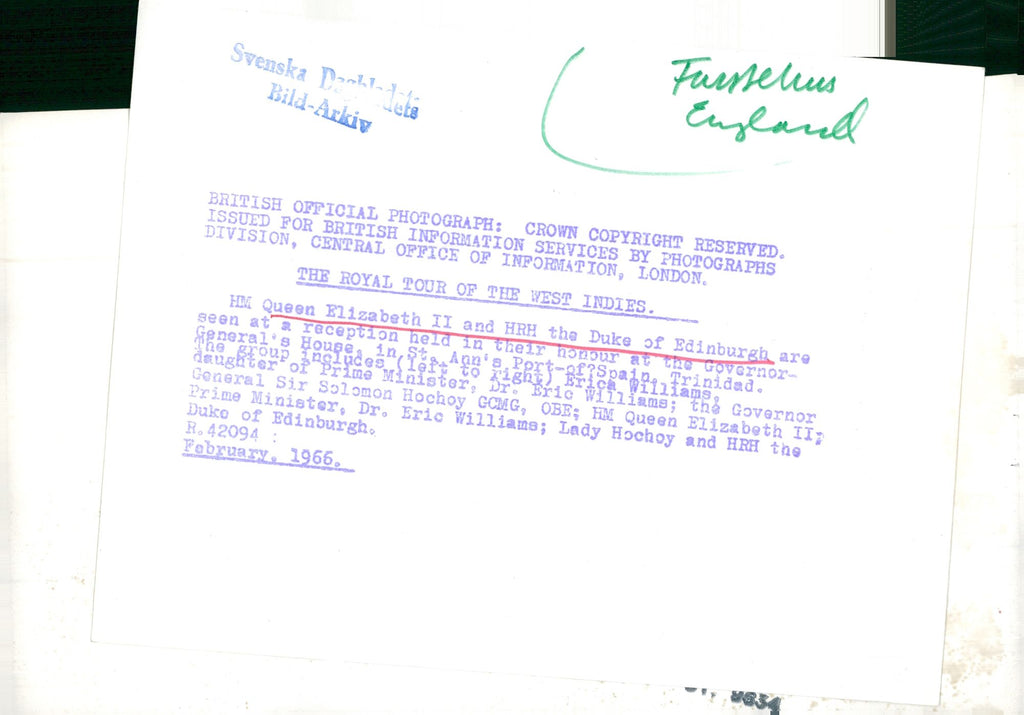 Svenska Dagbladets
Bild-Arkiv
Furstehus
England
BRITISH OFFICIAL PHOTOGRAPH: CROWN COPYRIGHT RESERVED.
ISSUED FOR BRITISH INFORMATION SERVICES BY PHOTOGRAPHS
DIVISION, CENTRAL OFFICE OF INFORMATION, LONDON.
THE ROYAL TOUR OF THE WEST INDIES.
HM Queen Elizabeth II and HRH the Duke of Edinburgh are
seen at a reception held in their honour at the Governor-
General's House, in St. Ann's Port-of?Spain, Trinidad.
The group includes (left to right) Erica Williams,
daughter of Prime Minister, Dr. Eric Williams; the Governor
General Sir Solomon Hochoy GCMG, OBE; HM Queen Elizabeth II;
Prime Minister, Dr. Eric Williams; Lady Hochoy and HRH the
Duke of Edinburgh.
R.42094 :
February. 1966.
9634